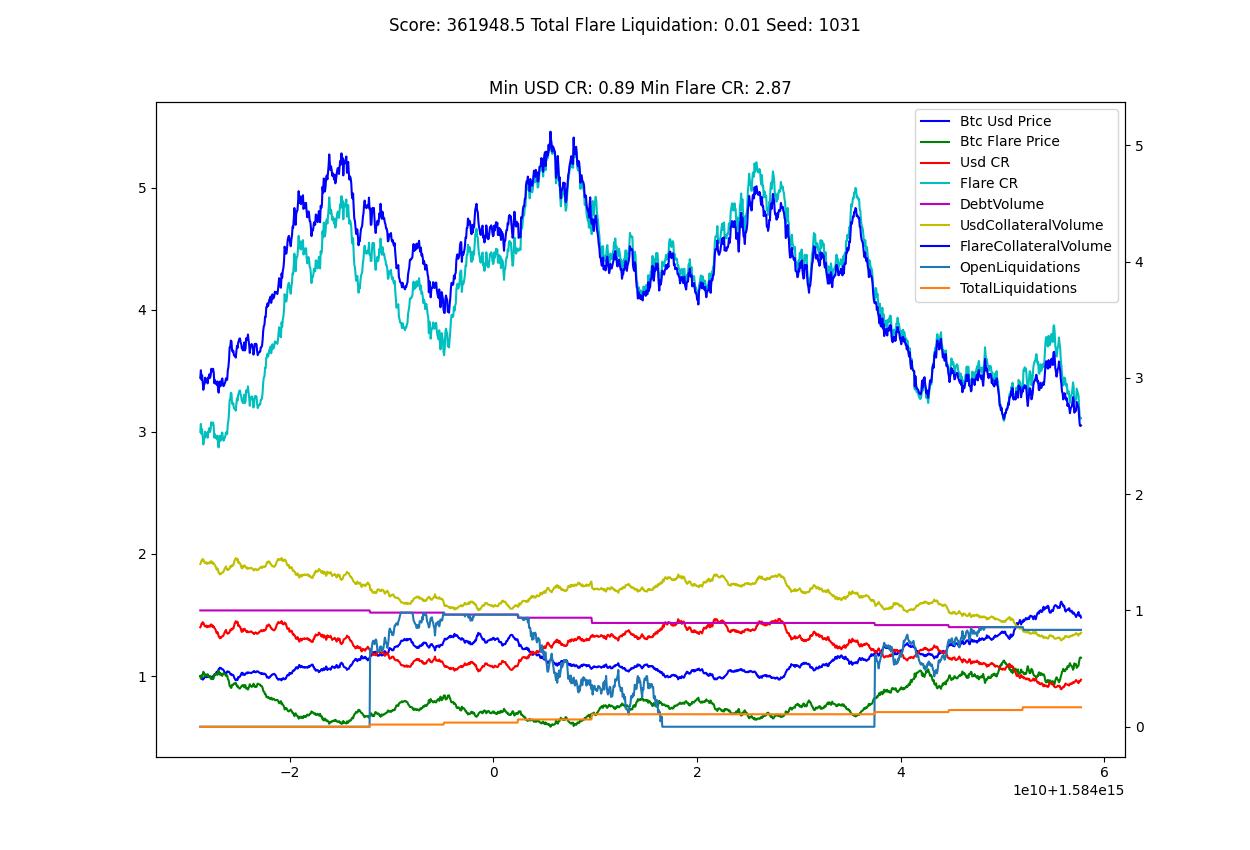 Score: 361948.5 Total Flare Liquidation: 0.01 Seed: 1031
Min USD CR: 0.89 Min Flare CR: 2.87
Btc Usd Price
Btc Flare Price
Usd CR
Flare CR
DebtVolume
UsdCollateralVolume
FlareCollateralVolume
OpenLiquidations
TotalLiquidations
5
4
3
2
1
5
4
3
2
1
0
−2
0
2
4
6
1e10+1.584e15